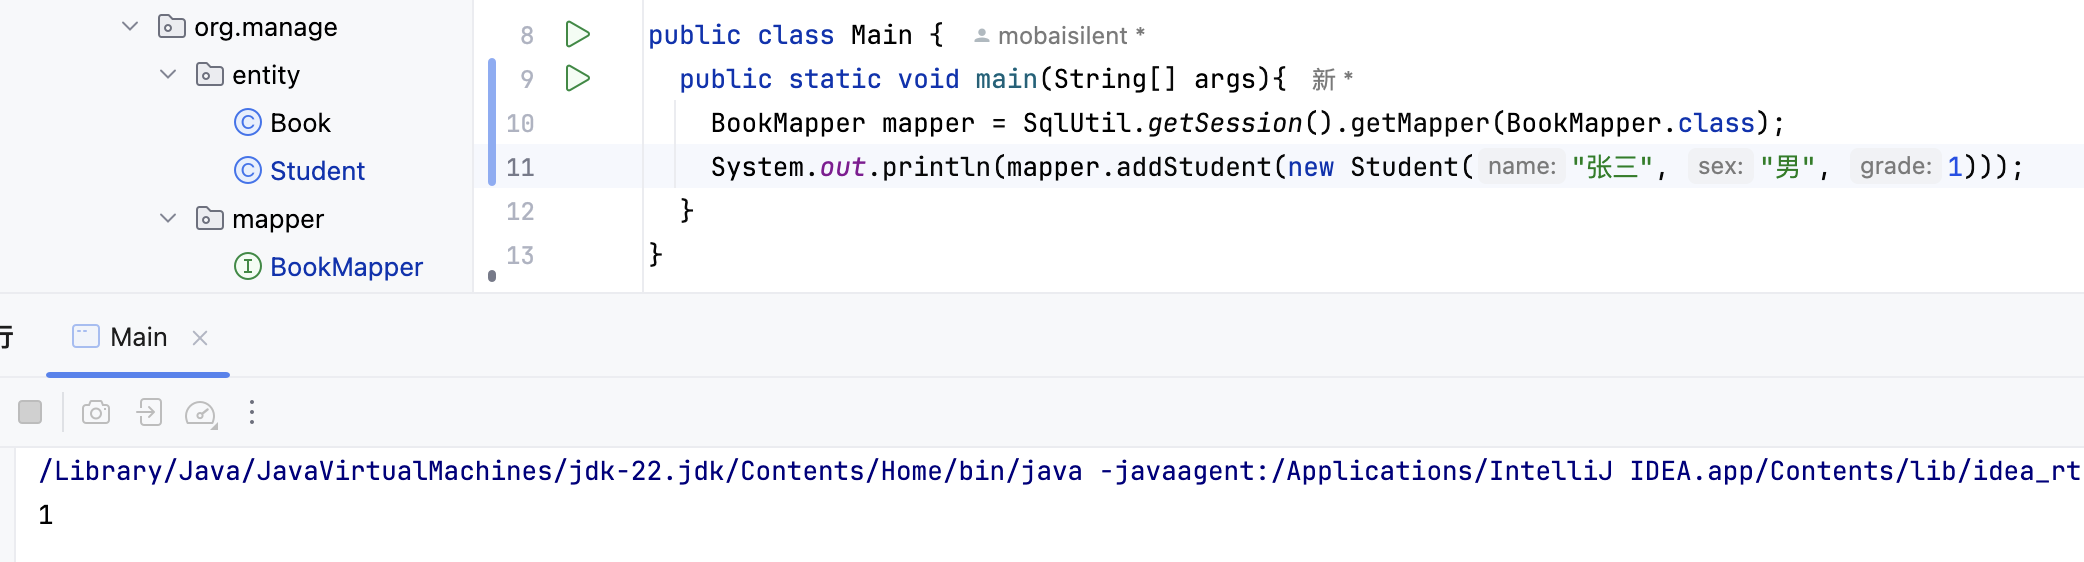 org.manage
entity
Book
Student
mapper
BookMapper
8 public class Main { mobaisilent *
9 public static void main(String[] args){ 新 *
10 BookMapper mapper = SqlUtil.getSession().getMapper(BookMapper.class);
11 System.out.println(mapper.addStudent(new Student( name: "张三", sex: "男", grade: 1)));
12 }
13 }
行 Main
/Library/Java/JavaVirtualMachines/jdk-22.jdk/Contents/Home/bin/java -javaagent:/Applications/IntelliJ IDEA.app/Contents/lib/idea_rt
1